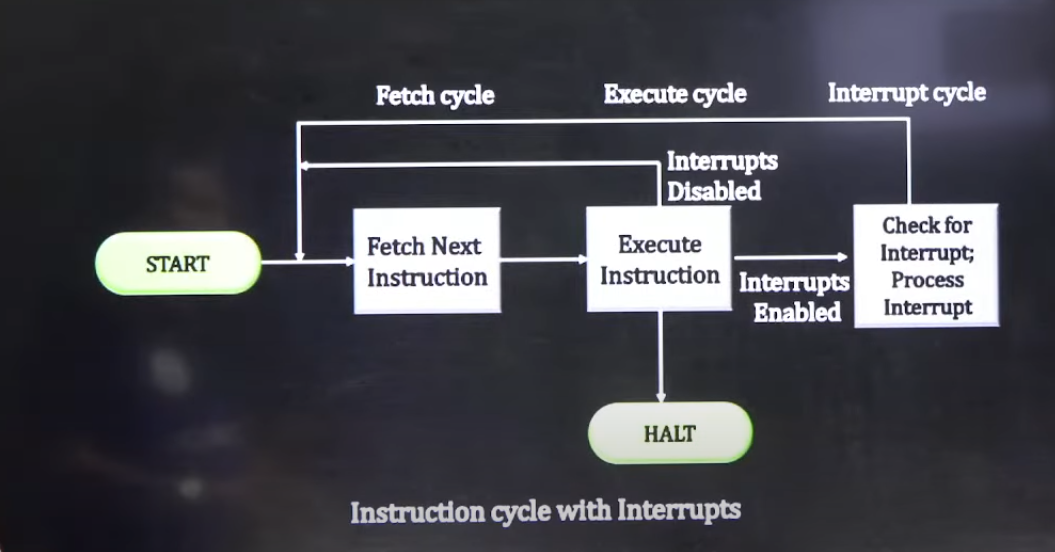 Fetch cycle
Execute cycle
Interrupt cycle
Interrupts
Disabled
START
Fetch Next
Instruction
Execute
Instruction
Interrupts
Enabled
Check for
Interrupt;
Process
Interrupt
HALT
Instruction cycle with Interrupts